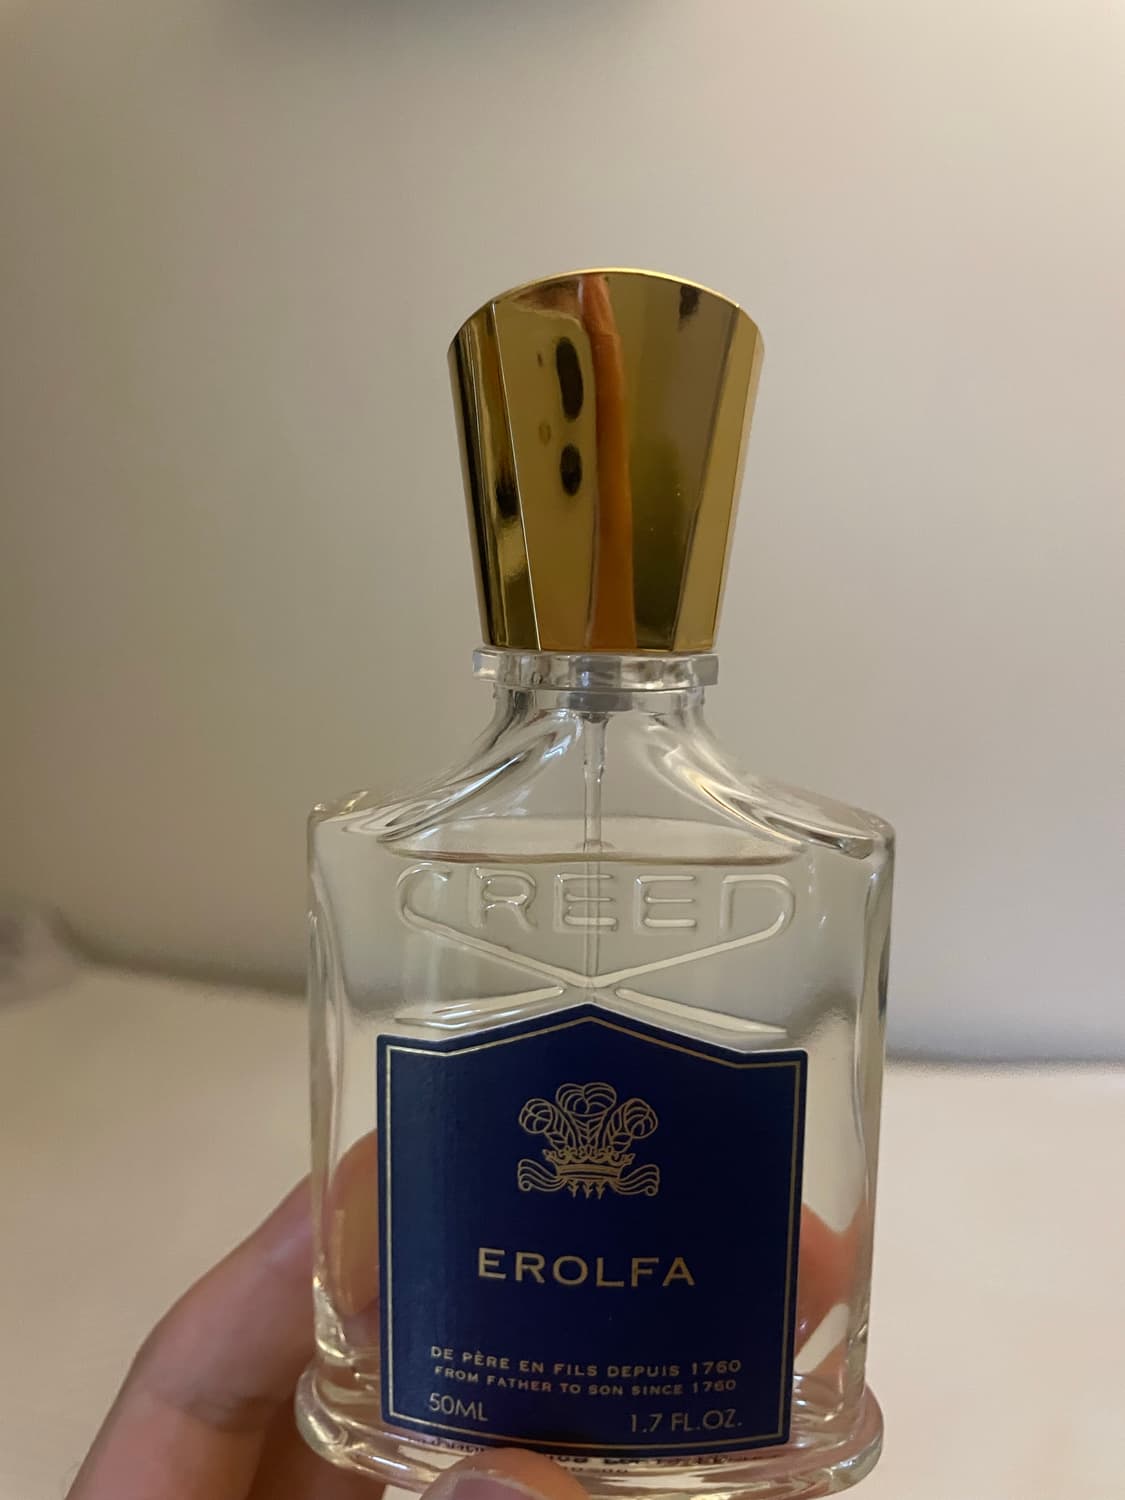 CREED
EROLFA
DE PÈRE EN FILS DEPUIS 1760
FROM FATHER TO SON SINCE 1760
50ML 1.7 FL.OZ.